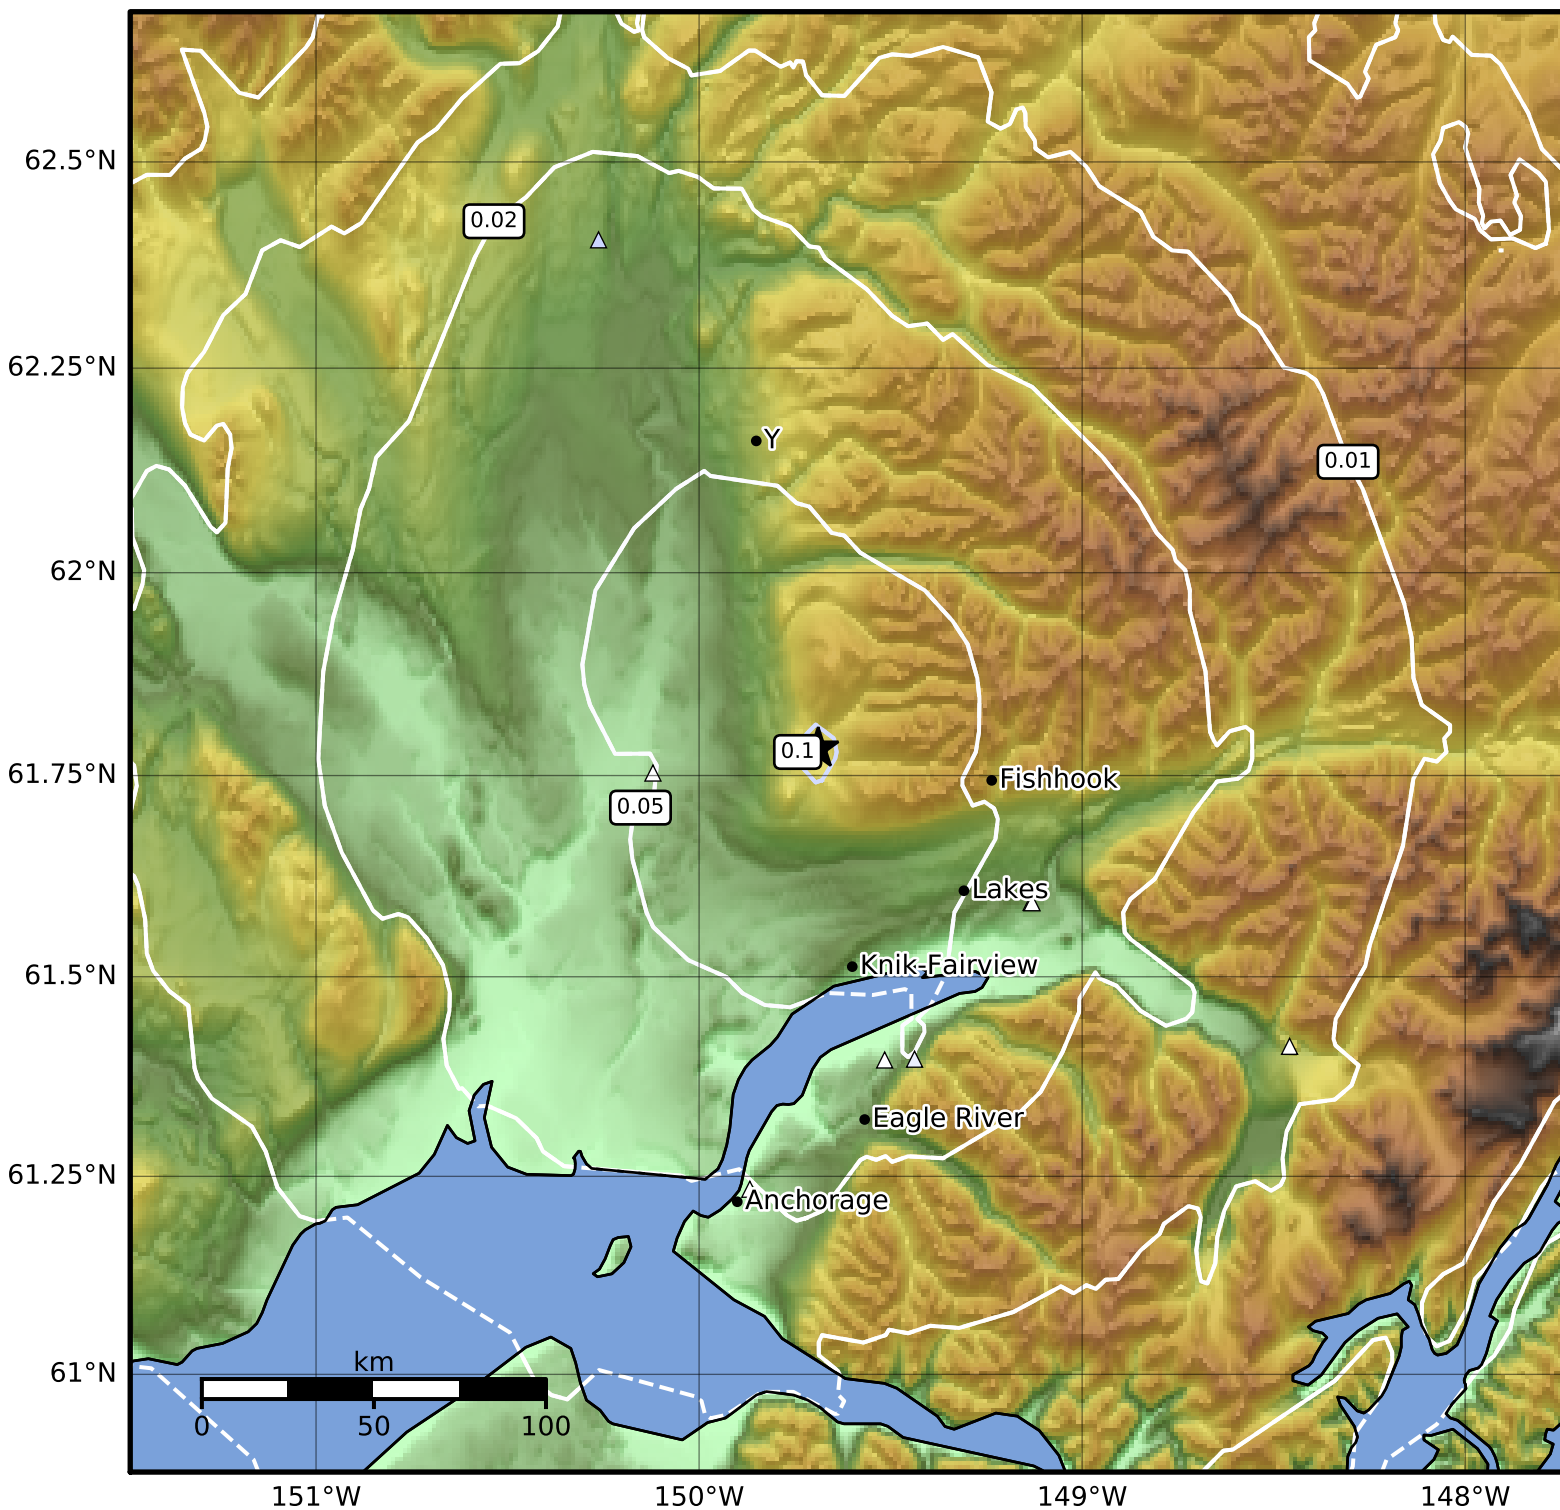 62.5°N
0.02
62.25°N
Y
0.01
62°N
0.1
61.75°N
Fishhook
0.05
Lakes
61.5°N
Knik-Fairview
Eagle River
61.25°N
Anchorage
61°N
km
0 50 100
151°W 150°W 149°W 148°W